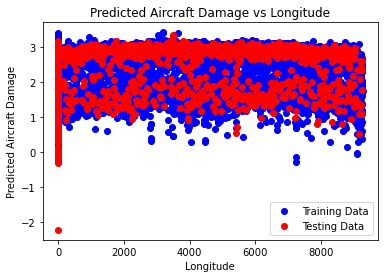 Predicted Aircraft Damage vs Longitude
Predicted Aircraft Damage
3
2
1
0
−1
−2
0
2000
4000
6000
8000
Longitude
Training Data
Testing Data